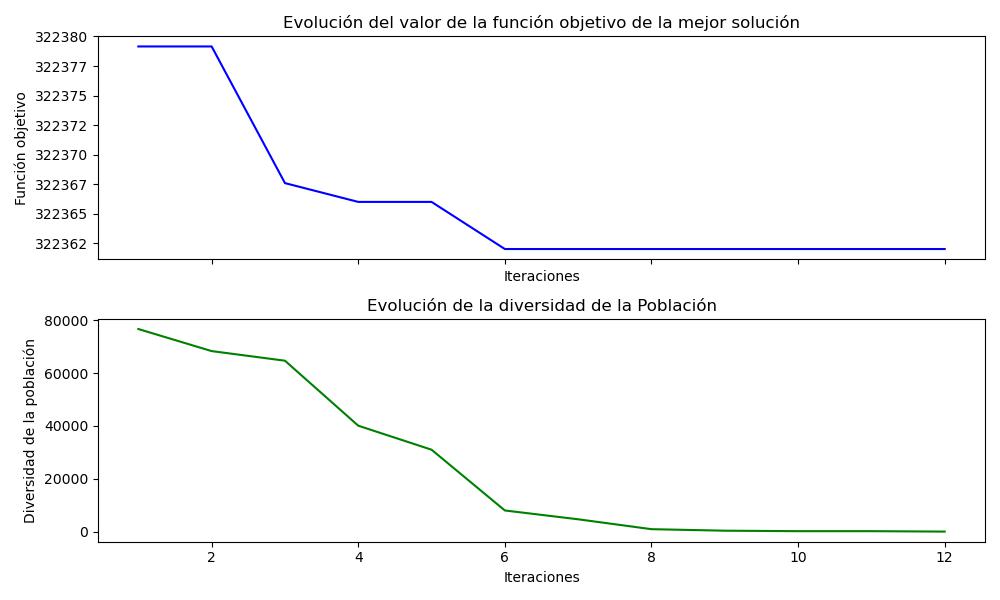 Evolución del valor de la función objetivo de la mejor solución
322380
322377
322375
322372
322370
322367
322365
322362
Función objetivo
Iteraciones
Evolución de la diversidad de la Población
80000
60000
40000
20000
0
Diversidad de la población
2 4 6 8 10 12
Iteraciones